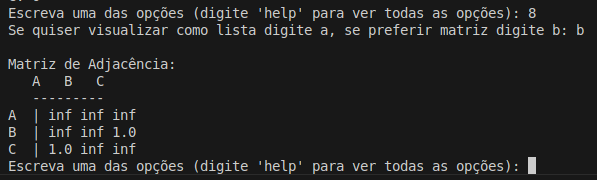 Escreva uma das opções (digite 'help' para ver todas as opções): 8
Se quiser visualizar como lista digite a, se preferir matriz digite b: b

Matriz de Adjacência:
   A   B   C
   ---------
A  | inf inf inf
B  | inf inf 1.0
C  | 1.0 inf inf
Escreva uma das opções (digite 'help' para ver todas as opções):